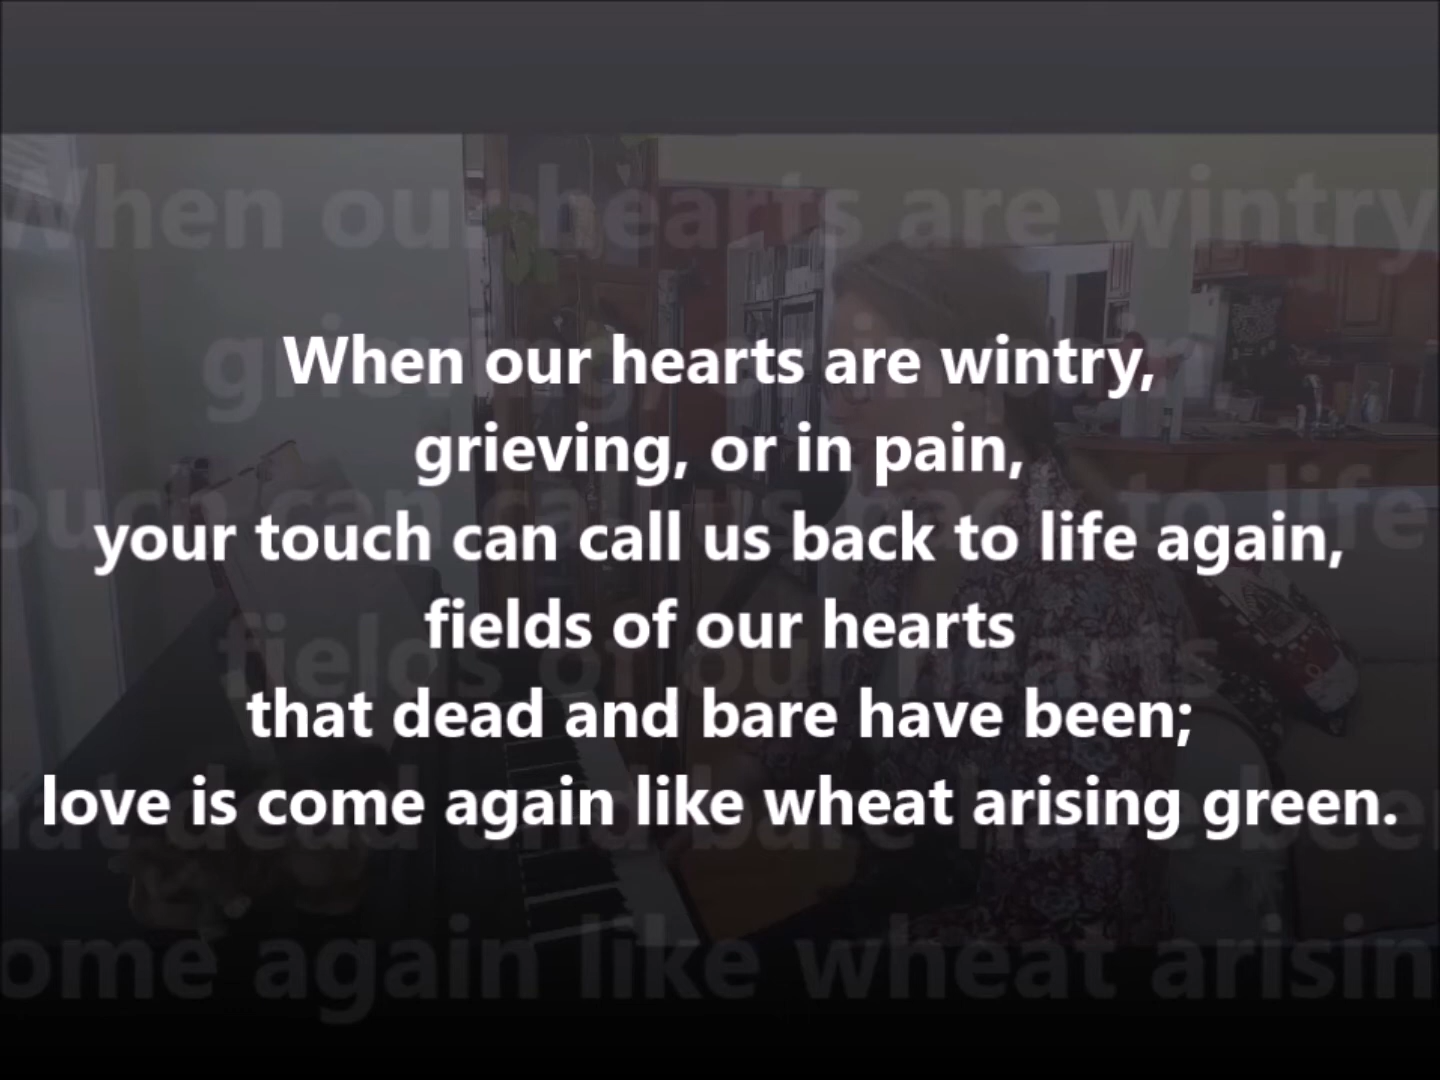 When our hearts are wintry,
grieving, or in pain,
your touch can call us back to life again,
fields of our hearts
that dead and bare have been;
love is come again like wheat arising green.